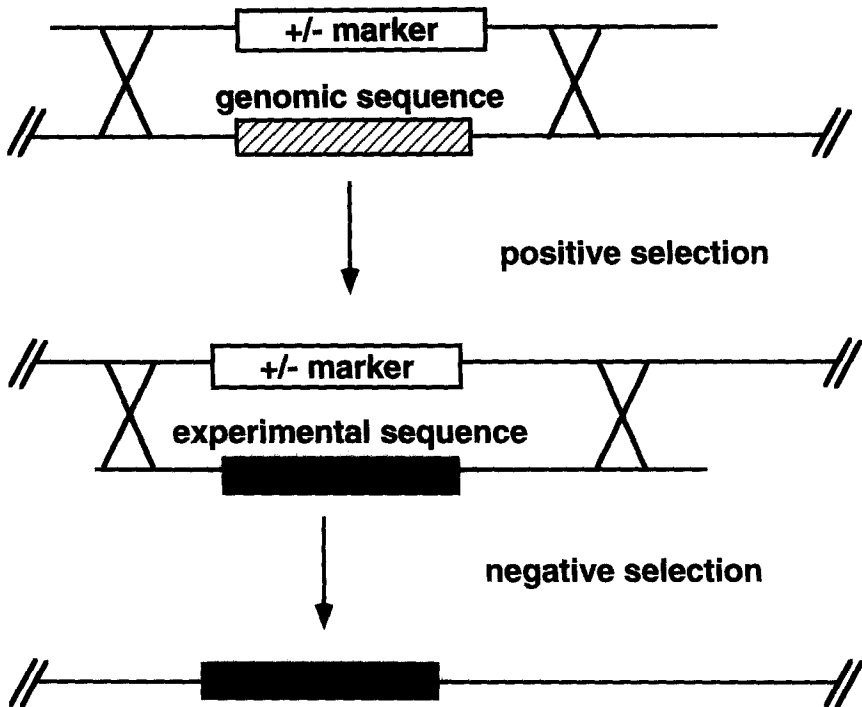 +/- marker
genomic sequence
positive selection
+/- marker
experimental sequence
negative selection